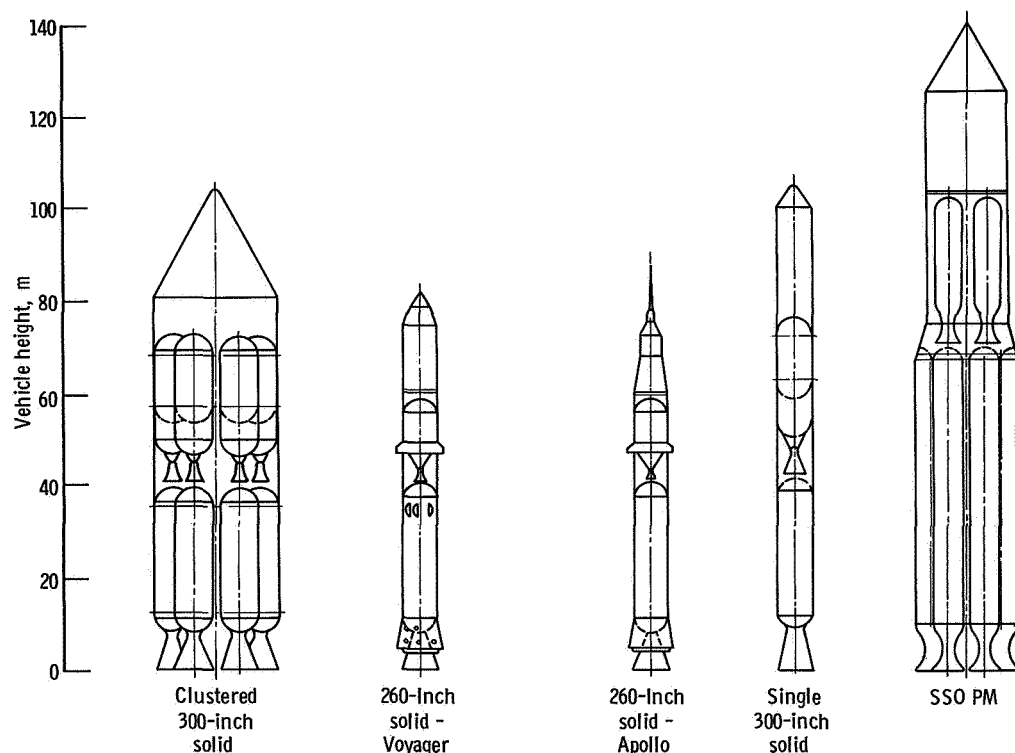 140
120
100
80
60
40
20
0
Vehicle height, m
Clustered
300-inch
solid
260-Inch
solid -
Voyager
260-Inch
solid -
Apollo
Single
300-inch
solid
SSO PM